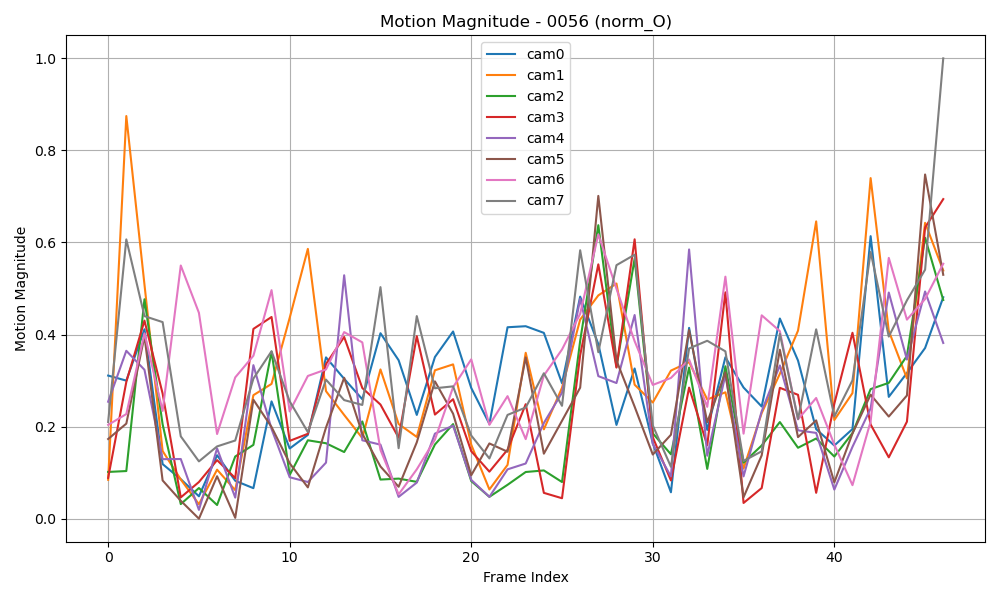 Motion Magnitude - 0056 (norm_O)
cam0
cam1
cam2
cam3
cam4
cam5
cam6
cam7
Motion Magnitude
1.0
0.8
0.6
0.4
0.2
0.0
0 10 20 30 40
Frame Index